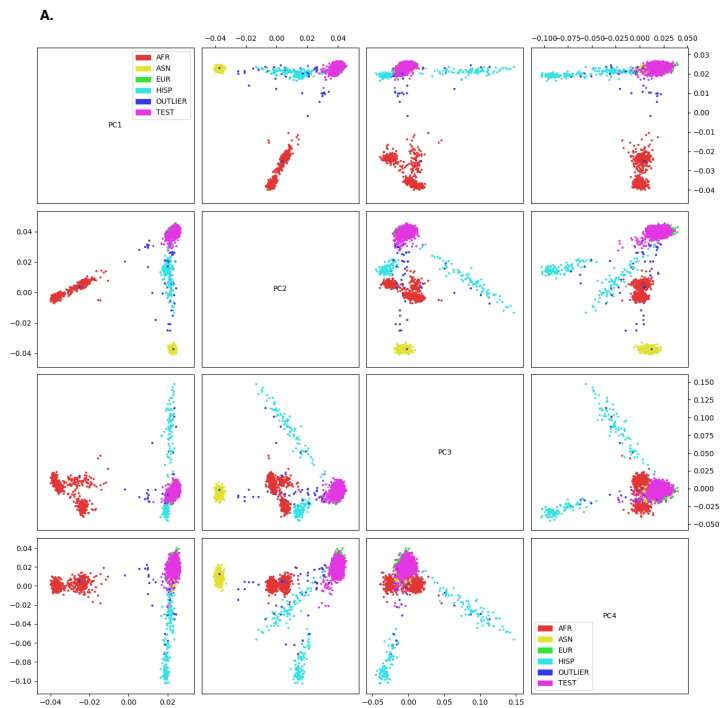 A.
−0.04 0.00 0.04
−0.100 −0.075 −0.050 −0.025 0.000 0.025 0.050
AFR
ASN
EUR
HISP
OUTLIER
TEST
PC1
0.03
0.02
0.01
0.00
−0.01
−0.02
−0.03
−0.04
0.04
0.02
0.00
−0.02
−0.04
PC2
PC3
0.150
0.125
0.100
0.075
0.050
0.025
0.000
−0.025
−0.050
0.04
0.02
0.00
−0.02
−0.04
−0.06
−0.08
−0.10
PC4
AFR
ASN
EUR
HISP
OUTLIER
TEST
−0.04 −0.02 0.00 0.02
−0.05 0.00 0.05 0.10 0.15